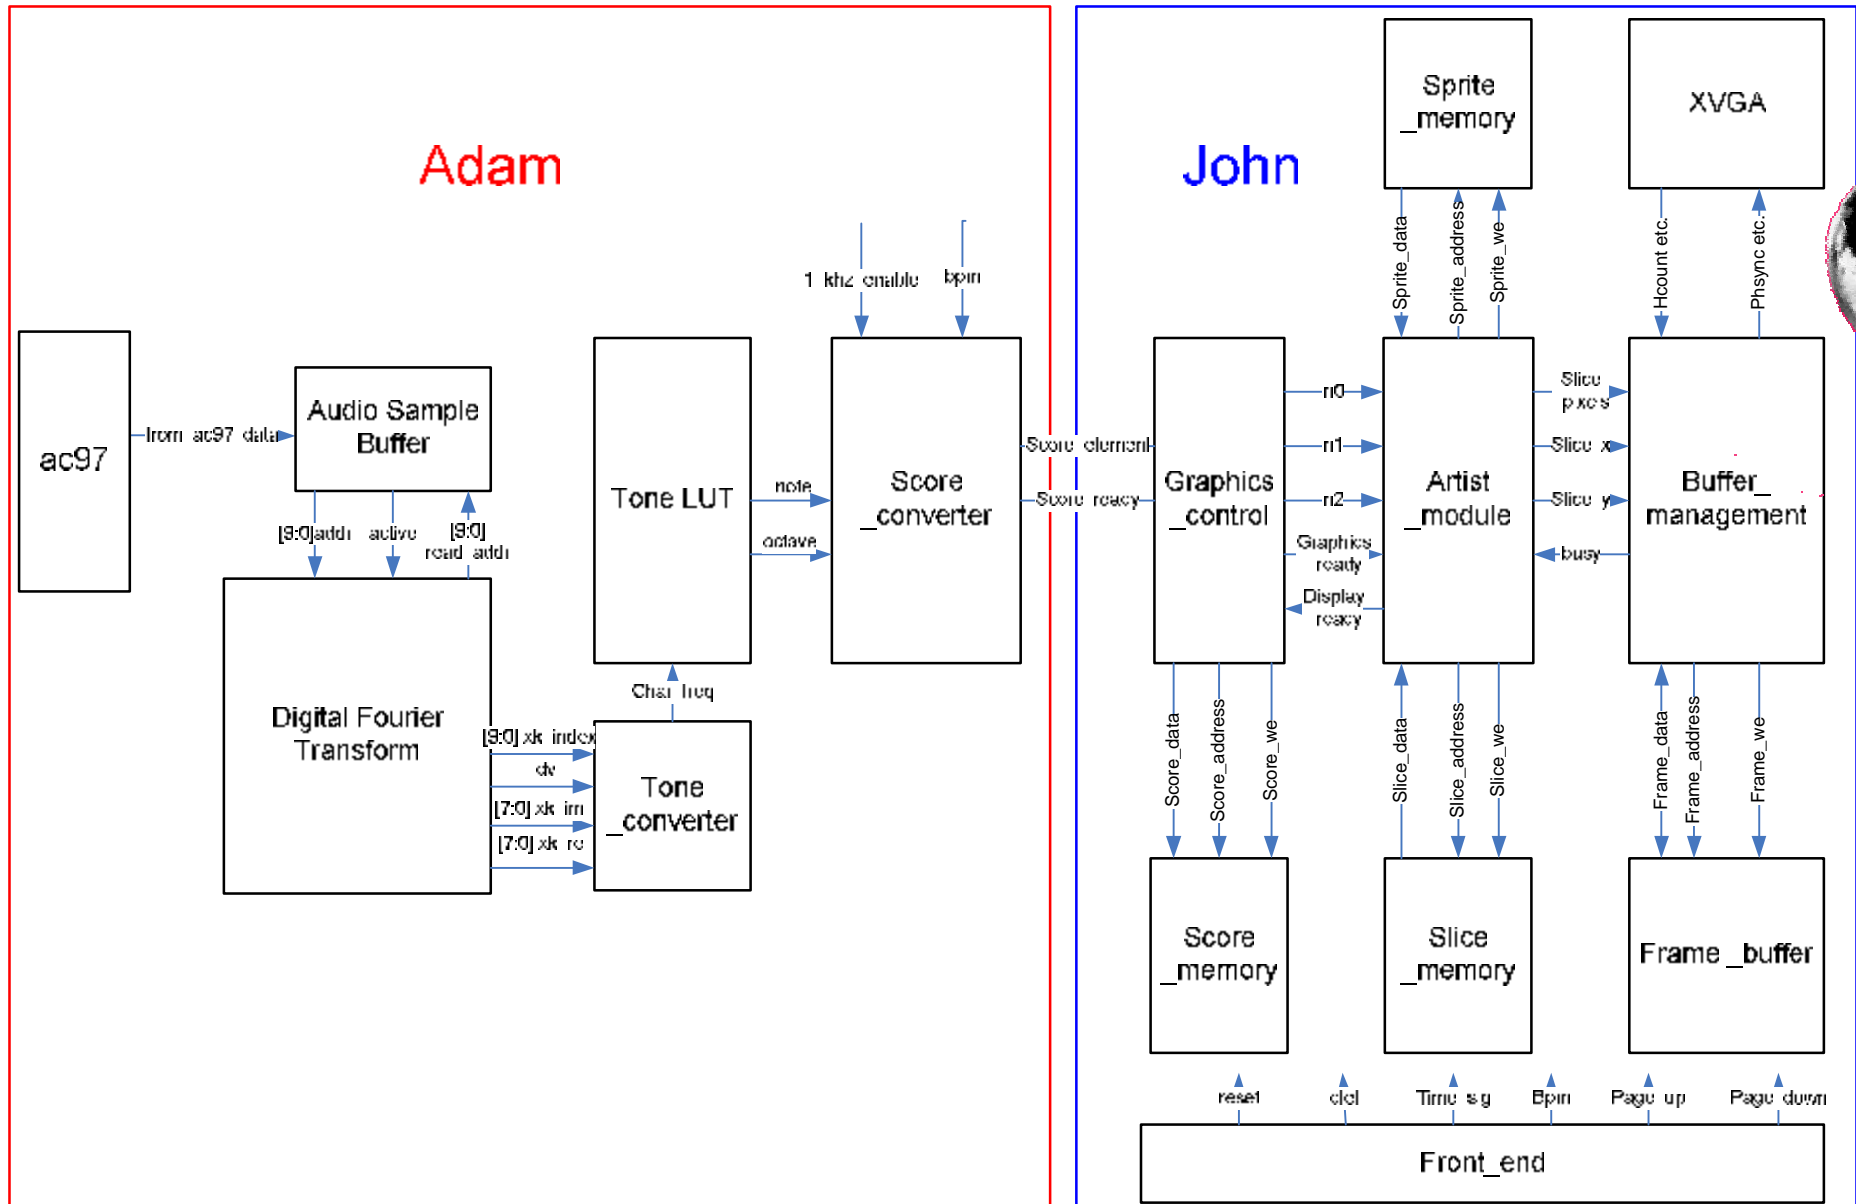 Adam
John
Sprite
_memory
XVGA
Sprite_data
Sprite_address
Sprite_we
Hcount etc.
Phsync etc.
1 khz enable
bpm
ac97
from ac97 data
Audio Sample
Buffer
[9:0]addr
active
[9:0]
read addr
Digital Fourier
Transform
[9:0] xk index
dv
[7:0] xk im
[7:0] xk re
Tone
_converter
Char freq
Tone LUT
note
octave
Score
_converter
Score element
Score ready
Graphics
_control
n0
n1
n2
Graphics
ready
Display
ready
Artist
_module
Slice
pixels
Slice x
Slice y
busy
Buffer_
management
Score_data
Score_address
Score_we
Slice_data
Slice_address
Slice_we
Frame_data
Frame_address
Frame_we
Score
_memory
Slice
_memory
Frame _buffer
reset
Time sig
Bpm
Page up
Page down
Front_end